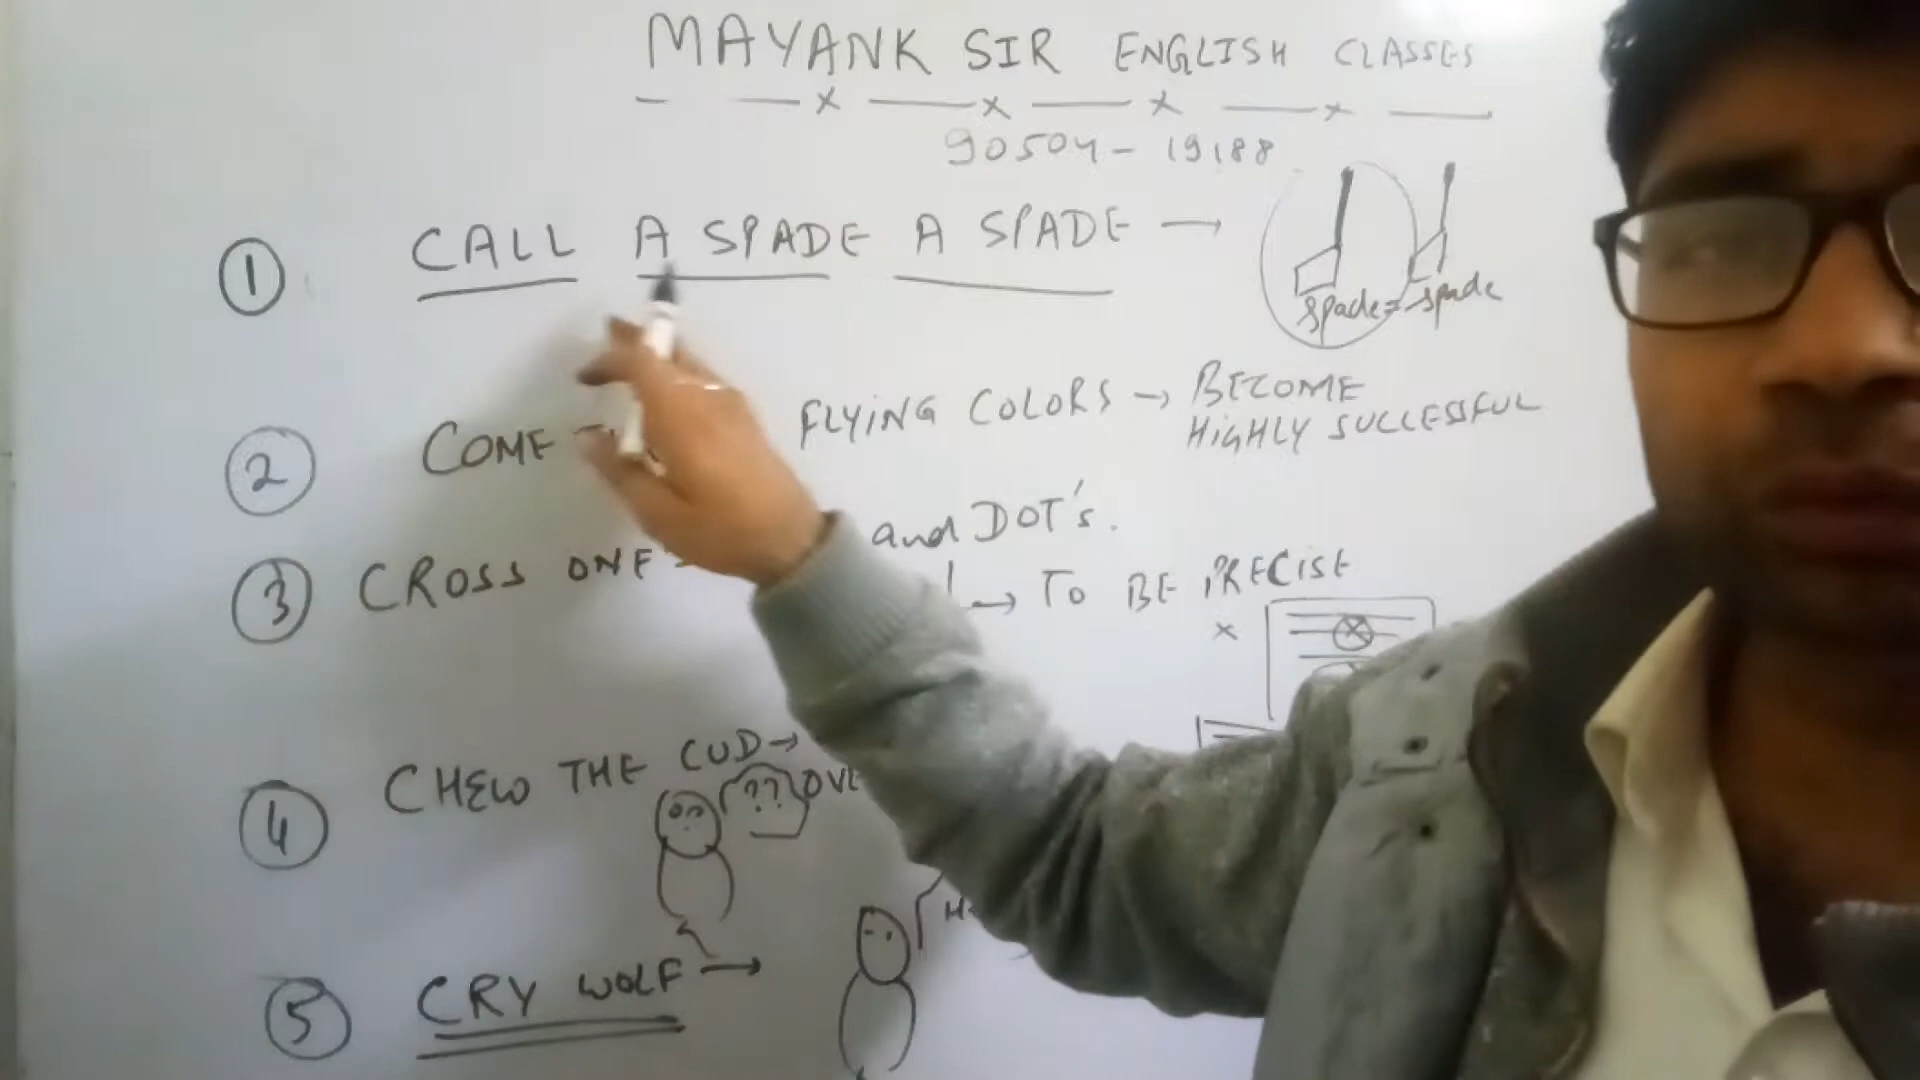 MAYANK SIR ENGLISH CLASSES
90504-19188
1 CALL A SPADE A SPADE →
spade = spade
2 COME FLYING COLORS → BECOME
HIGHLY SUCCESSFUL
3 CROSS ONE'S and DOT's.
→ TO BE PRECISE
4 CHEW THE CUD →
??
5 CRY WOLF →